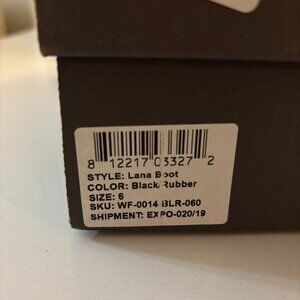 8 12217 03327 2
STYLE: Lana Boot
COLOR: Black/Rubber
SIZE: 6
SKU: WF-0014 BLR-060
SHIPMENT: EXPO-020/19